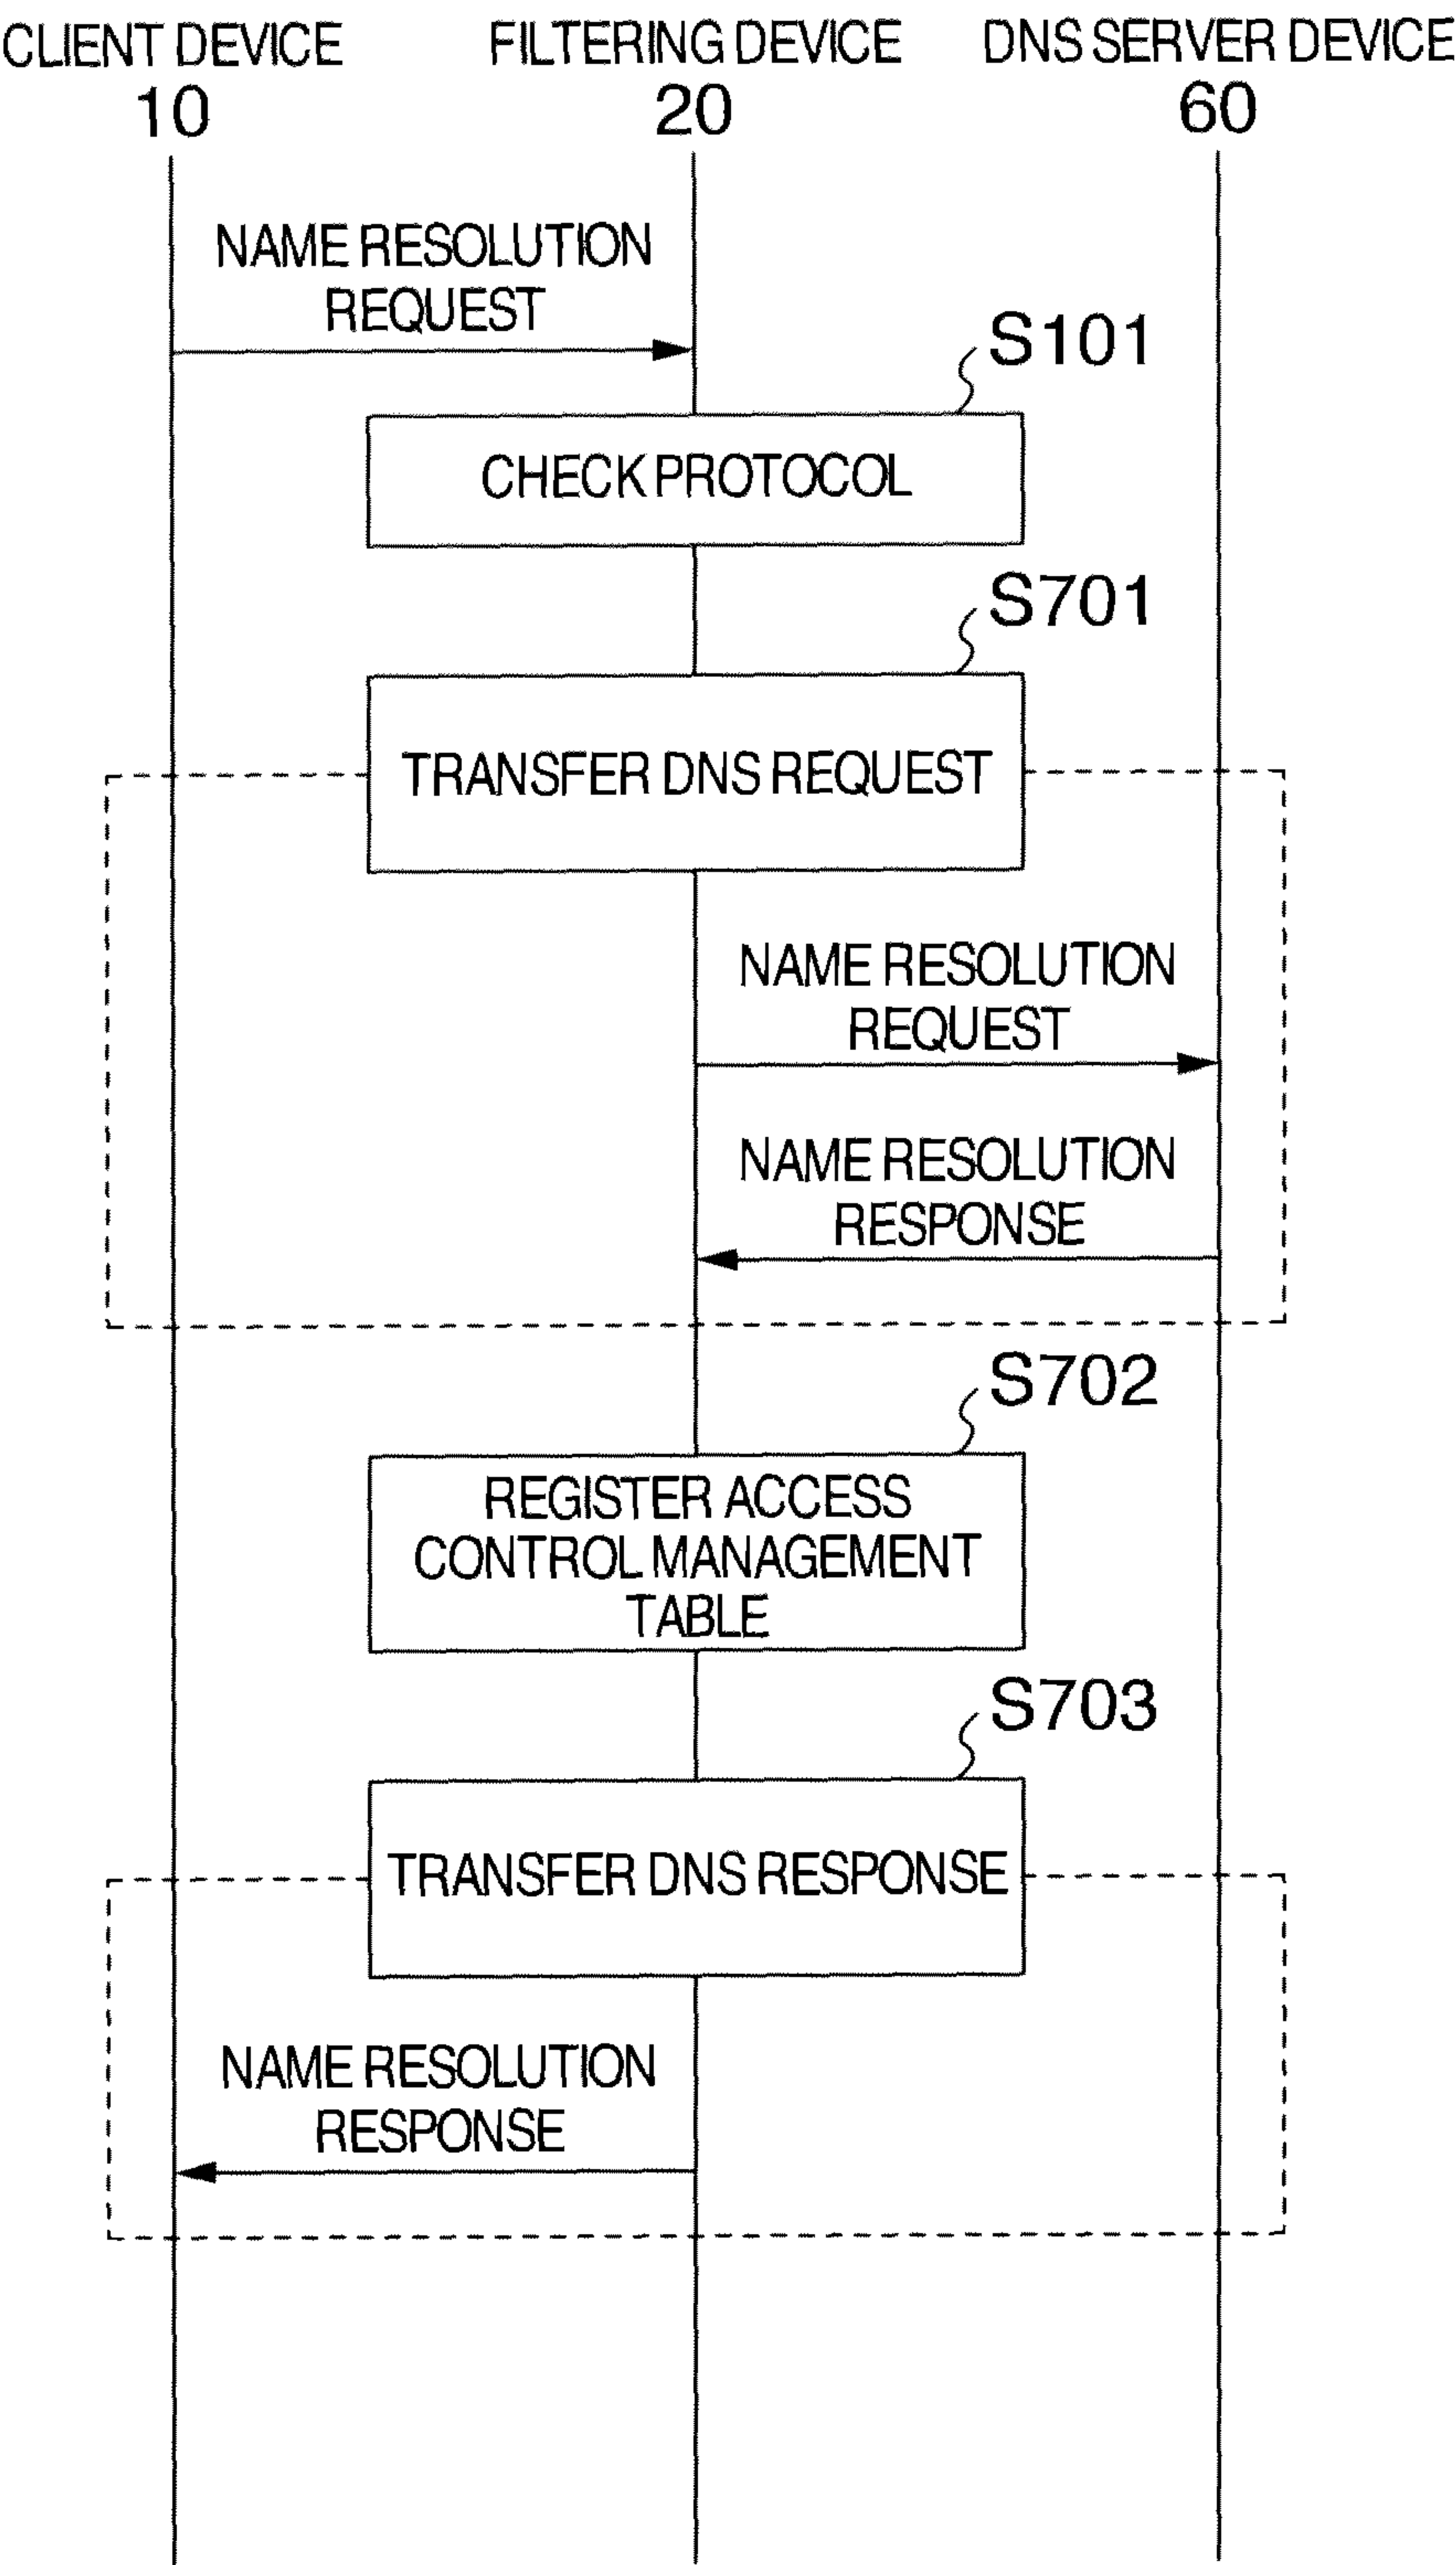 CLIENT DEVICE FILTERING DEVICE DNS SERVER DEVICE
10 20 60
NAME RESOLUTION
REQUEST
S101
CHECK PROTOCOL
S701
TRANSFER DNS REQUEST
NAME RESOLUTION
REQUEST
NAME RESOLUTION
RESPONSE
S702
REGISTER ACCESS
CONTROL MANAGEMENT
TABLE
S703
TRANSFER DNS RESPONSE
NAME RESOLUTION
RESPONSE